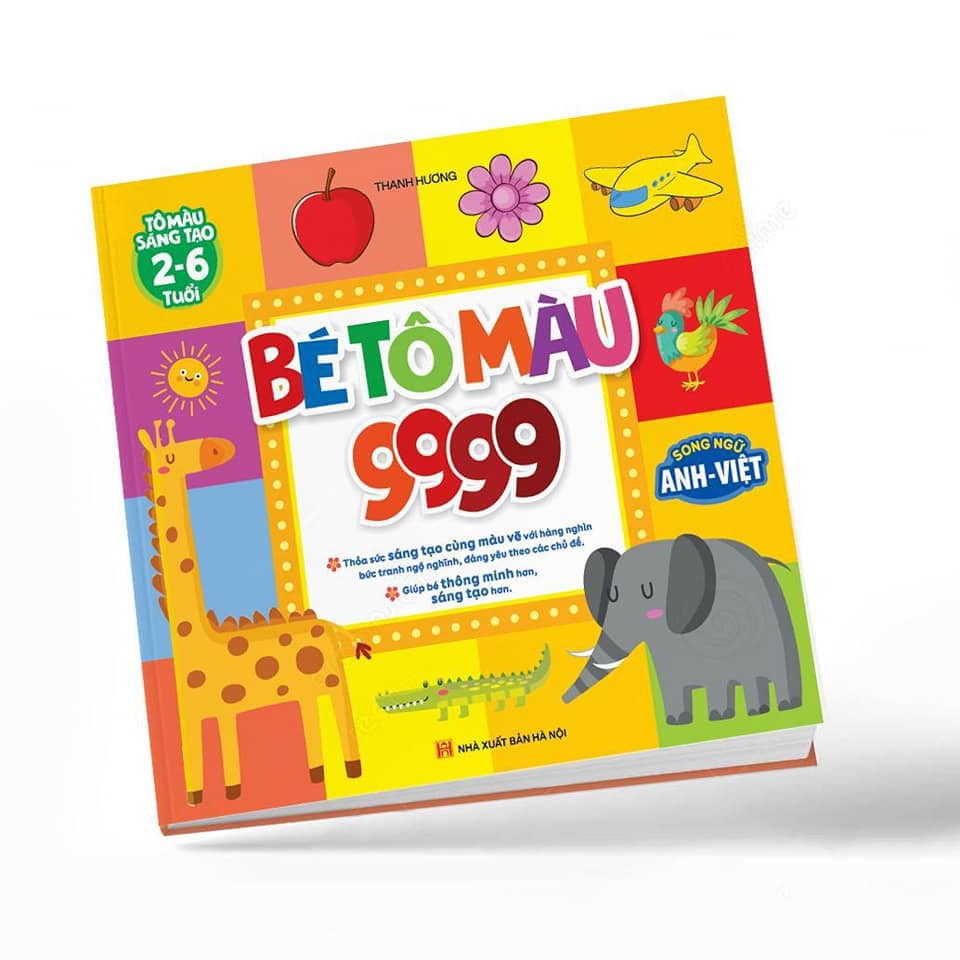 THANH HƯƠNG
TÔ MÀU
SÁNG TẠO
2-6
TUỔI
BÉ TÔ MÀU
9999
SONG NGỮ
ANH-VIỆT
Thỏa sức sáng tạo cùng màu vẽ với hàng nghìn
bức tranh ngộ nghĩnh, đáng yêu theo các chủ đề.
Giúp bé thông minh hơn,
sáng tạo hơn.
NHÀ XUẤT BẢN HÀ NỘI